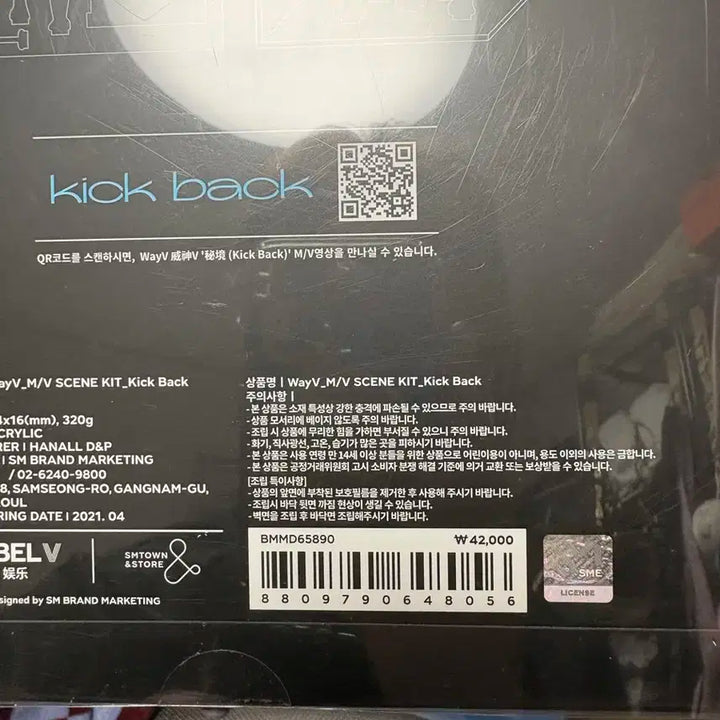 kick back
QR코드를 스캔하시면, WayV 威神V '秘境 (Kick Back)' M/V영상을 만나실 수 있습니다.
ayV_M/V SCENE KIT_Kick Back
x16(mm), 320g
CRYLIC
RER | HANALL D&P
| SM BRAND MARKETING
/ 02-6240-9800
8, SAMSEONG-RO, GANGNAM-GU,
OUL
RING DATE | 2021. 04
상품명 | WayV_M/V SCENE KIT_Kick Back
주의사항 |
- 본 상품은 소재 특성상 강한 충격에 파손될 수 있으므로 주의 바랍니다.
- 상품 모서리에 베이지 않도록 주의 바랍니다.
- 조립 시 상품에 무리한 힘을 가하면 부서질 수 있으니 주의 바랍니다.
- 화기, 직사광선, 고온, 습기가 많은 곳을 피하시기 바랍니다.
- 본 상품은 사용 연령 만 14세 이상 분들을 위한 상품으로 어린이용이 아니며, 용도 이외의 사용은 금합니다.
- 본 상품은 공정거래위원회 고시 소비자 분쟁 해결 기준에 의거 교환 또는 보상받을 수 있습니다.
[조립 특이사항]
- 상품의 앞면에 부착된 보호필름을 제거한 후 사용해 주시기 바랍니다.
- 조립시 바닥 뒷면 까짐 현상이 생길 수 있습니다.
- 벽면을 조립 후 바닥면 조립해주시기 바랍니다.
BEL V
娱乐
SMTOWN
&STORE
signed by SM BRAND MARKETING
BMMD65890 ₩42,000
8809790648056
SME
LICENSE